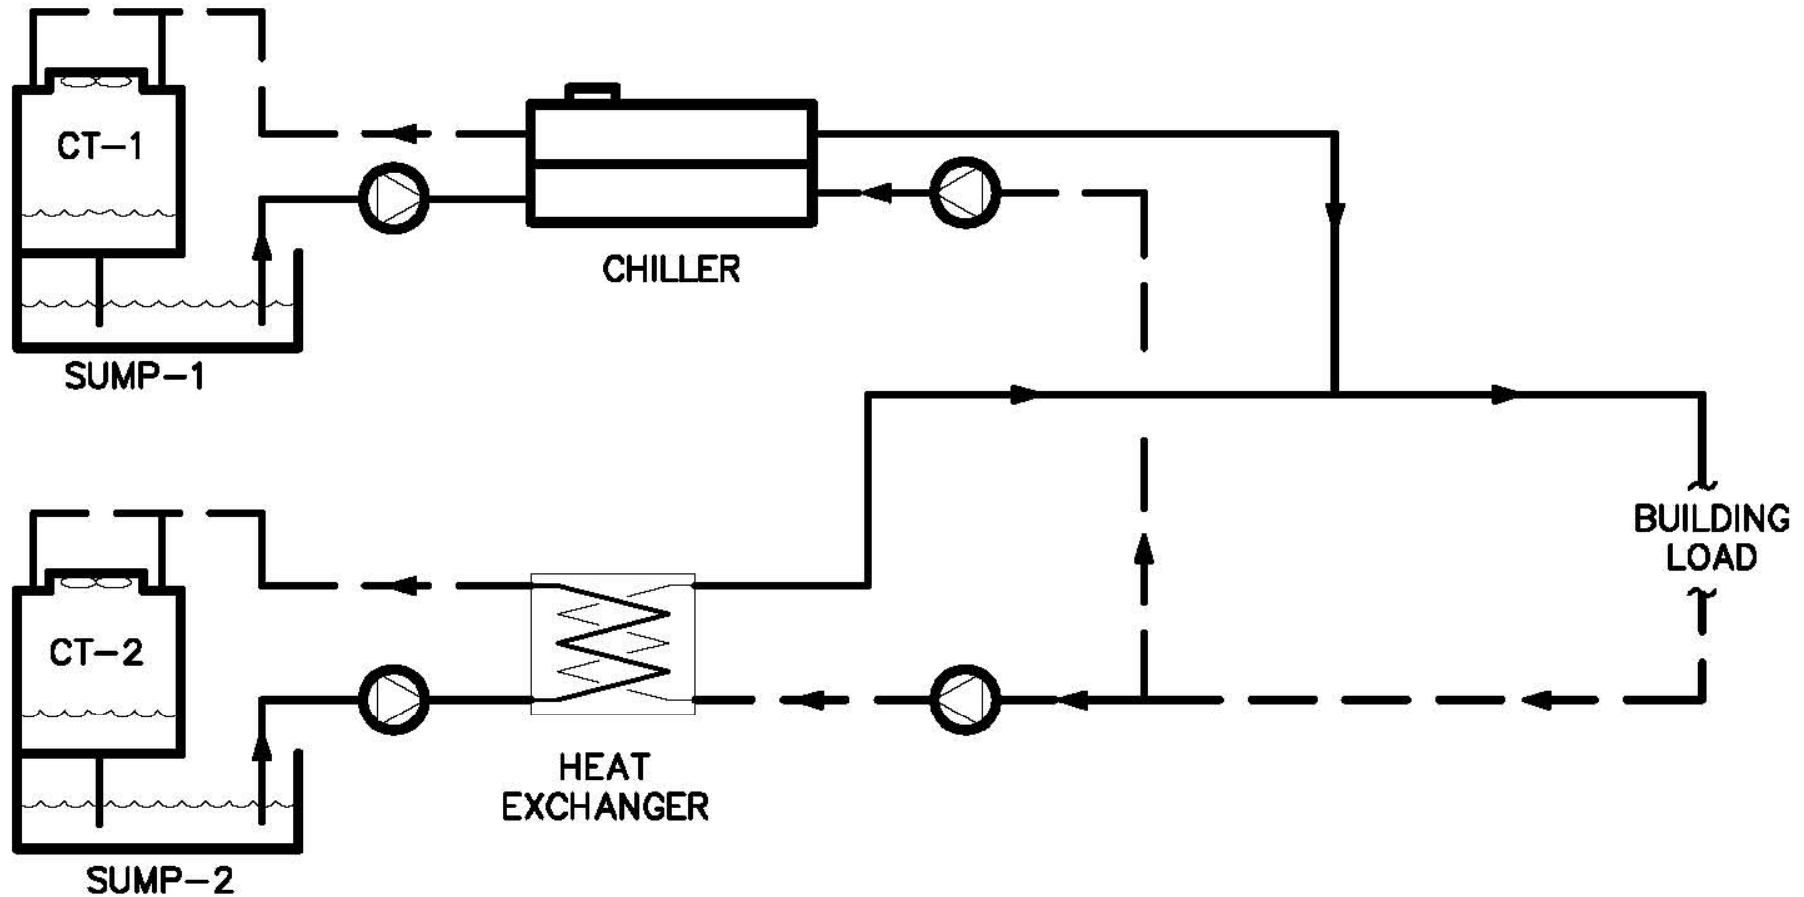 CT-1
CHILLER
SUMP-1
BUILDING
LOAD
CT-2
HEAT
EXCHANGER
SUMP-2